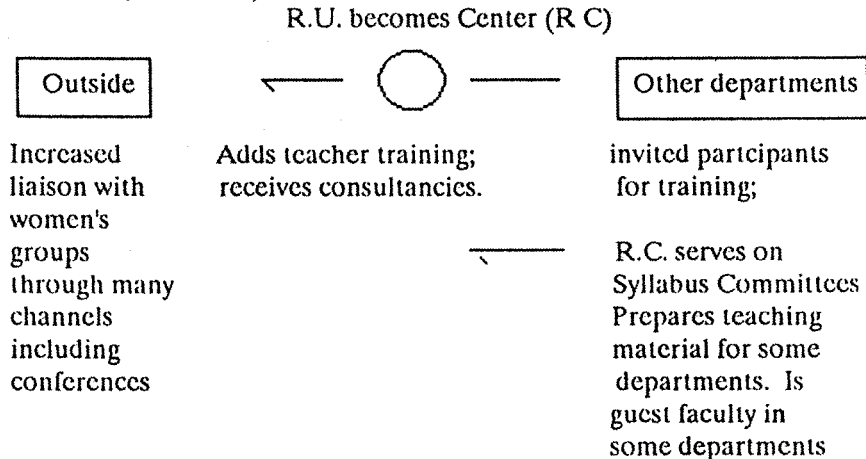 R.U. becomes Center (R C)
Outside
Other departments
Increased
liaison with
women's
groups
through many
channels
including
conferences
Adds teacher training;
receives consultancies.
invited partcipants
for training;
R.C. serves on
Syllabus Committees
Prepares teaching
material for some
departments. Is
guest faculty in
some departments